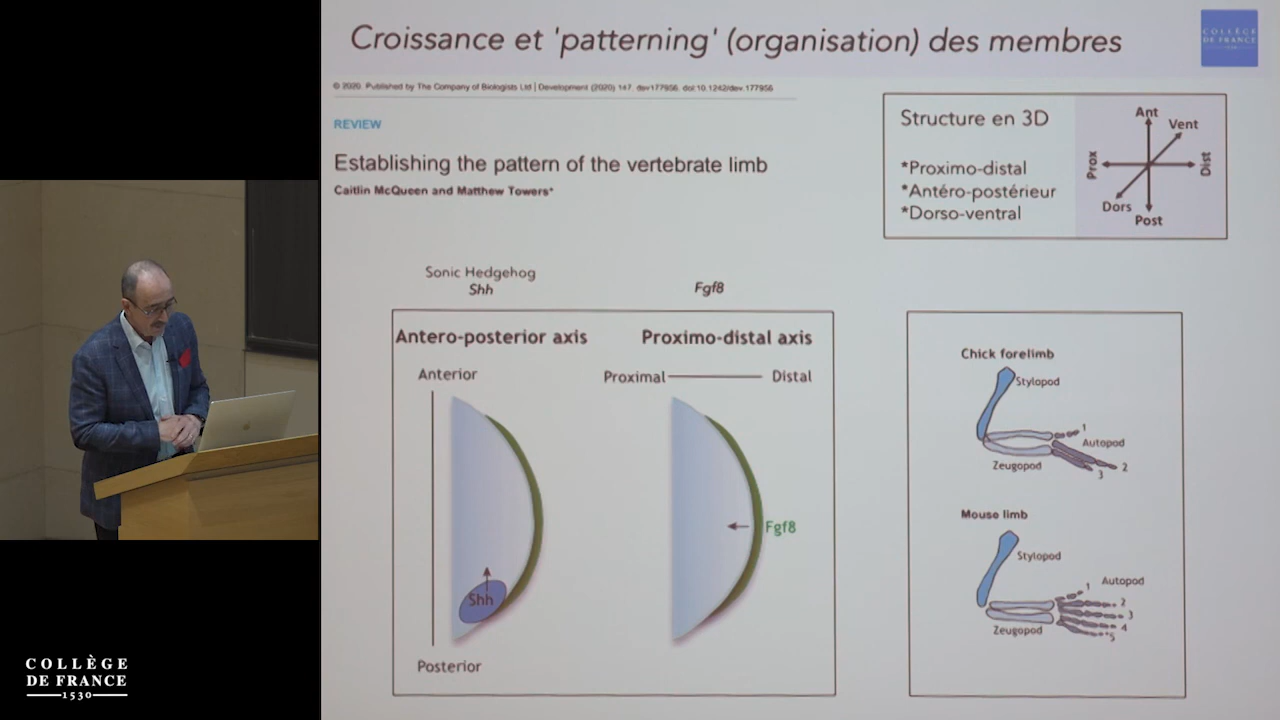 Croissance et 'patterning' (organisation) des membres
COLLÈGE
DE FRANCE
1530
© 2020. Published by The Company of Biologists Ltd | Development (2020) 147, dev177956. doi:10.1242/dev.177956
REVIEW
Establishing the pattern of the vertebrate limb
Caitlin McQueen and Matthew Towers*
Structure en 3D
*Proximo-distal
*Antéro-postérieur
*Dorso-ventral
Ant
Vent
Prox
Dist
Dors
Post
Sonic Hedgehog
Shh
Fgf8
Antero-posterior axis
Proximo-distal axis
Anterior
Proximal
Distal
Shh
Fgf8
Posterior
Chick forelimb
Stylopod
1
Autopod
Zeugopod
2
3
Mouse limb
Stylopod
1
Autopod
2
3
4
5
Zeugopod
COLLÈGE
DE FRANCE
1530